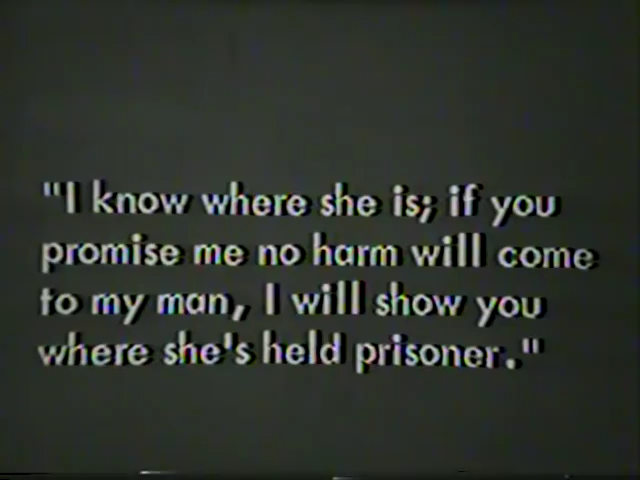 "I know where she is; if you
promise me no harm will come
to my man, I will show you
where she's held prisoner."